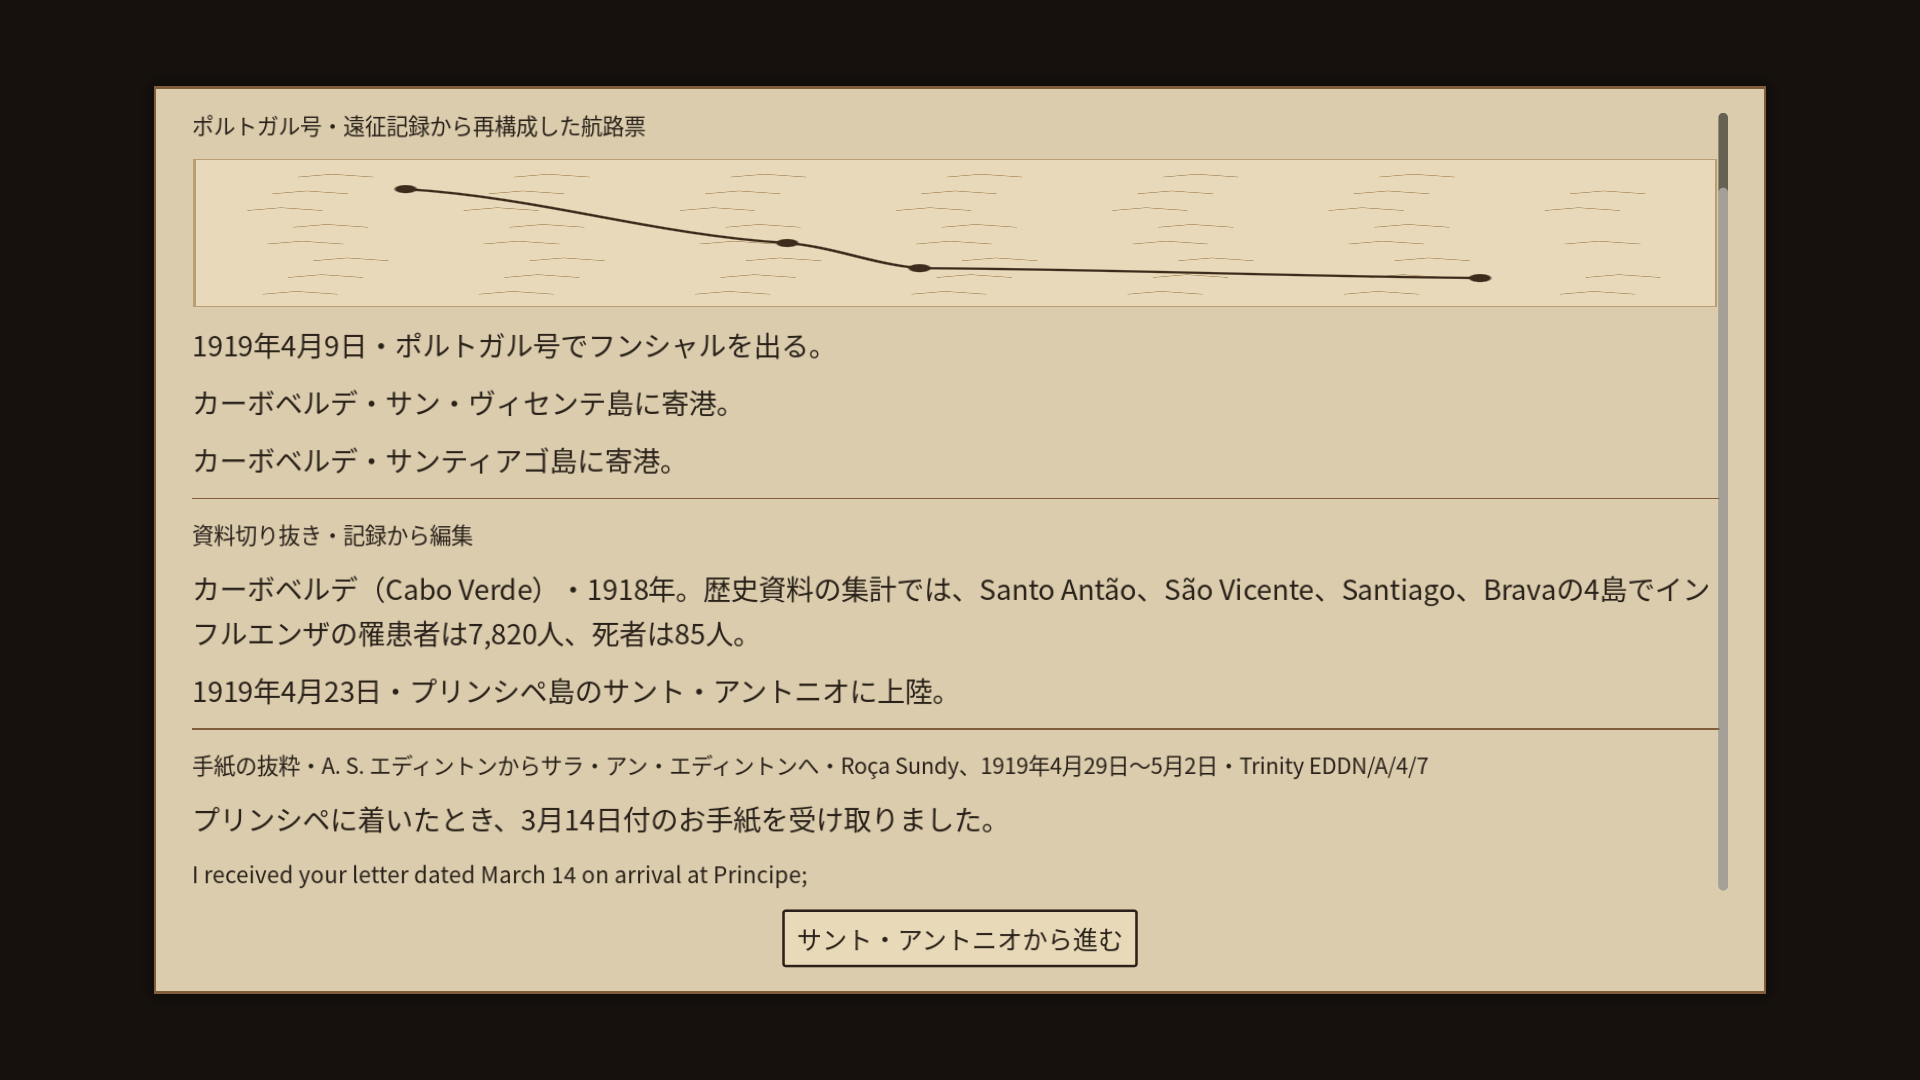 ポルトガル号・遠征記録から再構成した航路票
1919年4月9日・ポルトガル号でフンシャルを出る。
カーボベルデ・サン・ヴィセンテ島に寄港。
カーボベルデ・サンティアゴ島に寄港。
資料切り抜き・記録から編集
カーボベルデ（Cabo Verde）・1918年。歴史資料の集計では、Santo Antão、São Vicente、Santiago、Bravaの4島でイン
フルエンザの罹患者は7,820人、死者は85人。
1919年4月23日・プリンシペ島のサント・アントニオに上陸。
手紙の抜粋・A. S. エディントンからサラ・アン・エディントンへ・Roça Sundy、1919年4月29日～5月2日・Trinity EDDN/A/4/7
プリンシペに着いたとき、3月14日付のお手紙を受け取りました。
I received your letter dated March 14 on arrival at Principe;
サント・アントニオから進む